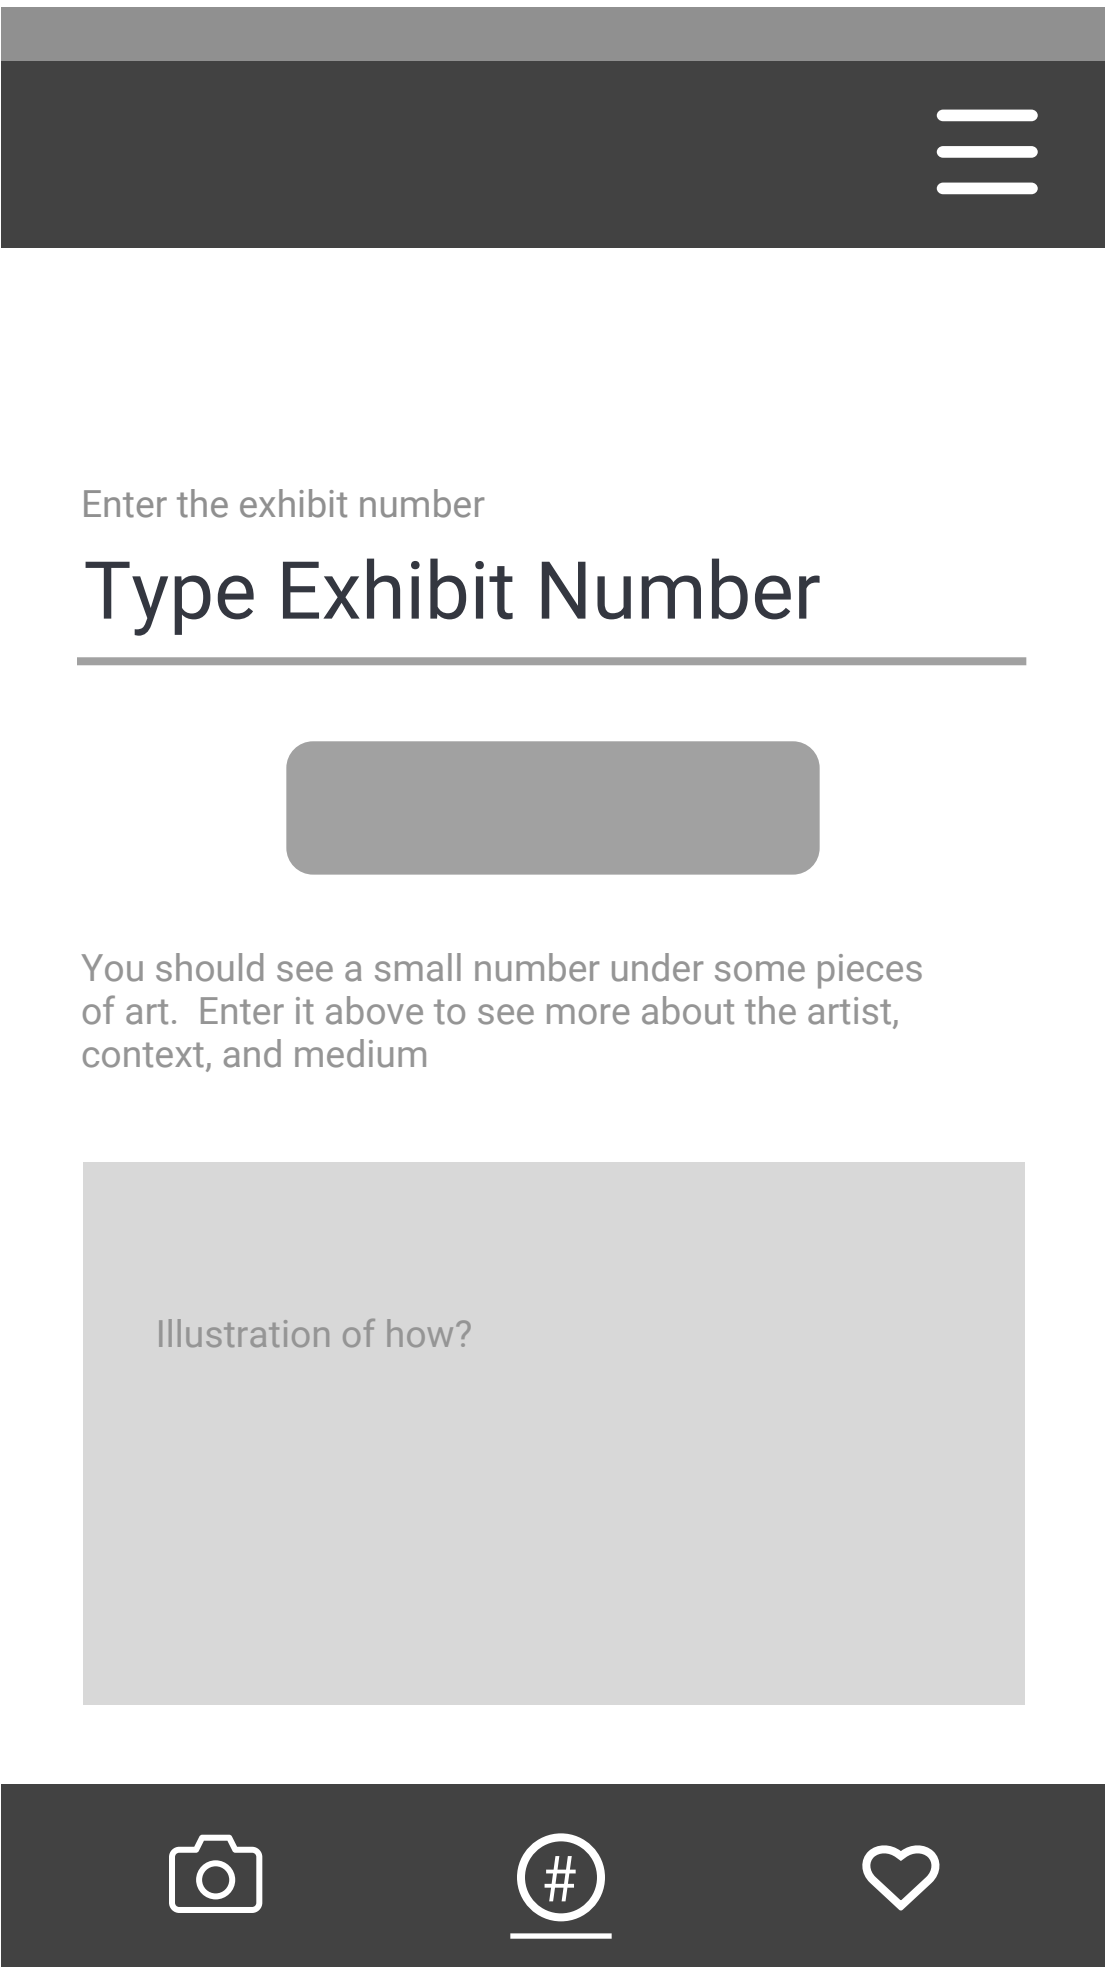 Enter the exhibit number
Type Exhibit Number
You should see a small number under some pieces
of art.  Enter it above to see more about the artist,
context, and medium
Illustration of how?
#